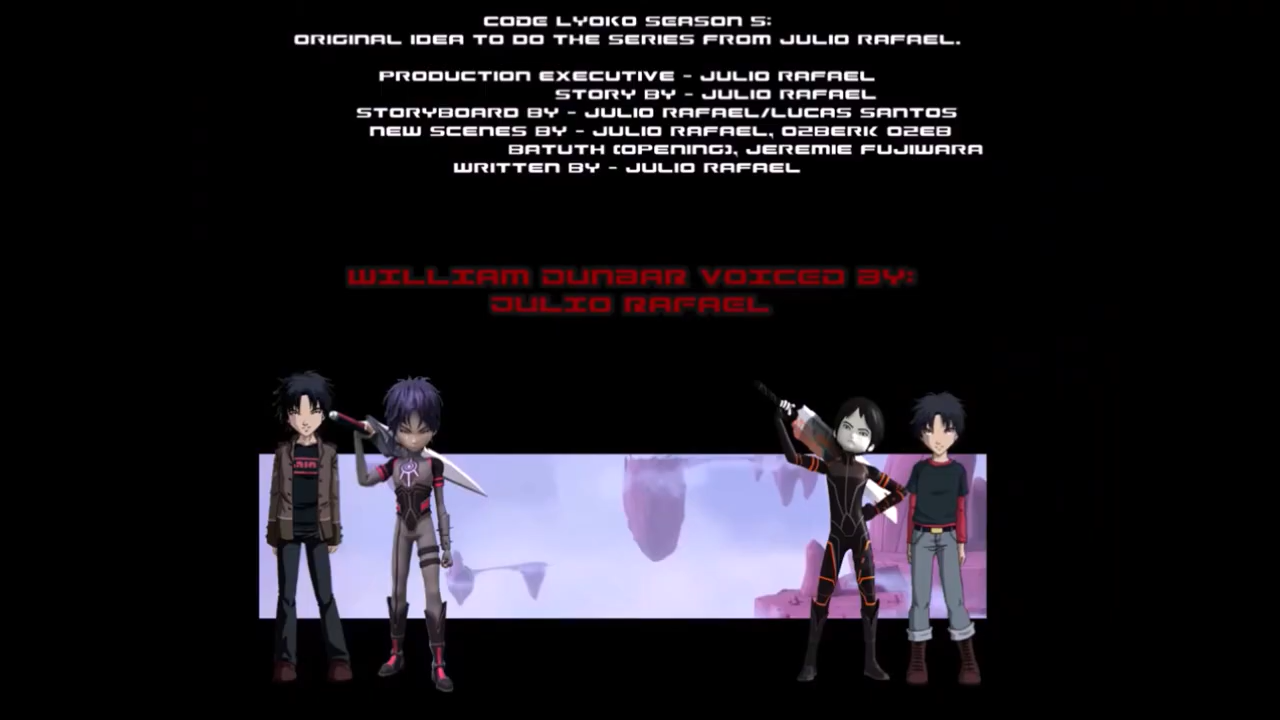 CODE LYOKO SEASON 5:
ORIGINAL IDEA TO DO THE SERIES FROM JULIO RAFAEL.
PRODUCTION EXECUTIVE - JULIO RAFAEL
STORY BY - JULIO RAFAEL
STORYBOARD BY - JULIO RAFAEL/LUCAS SANTOS
NEW SCENES BY - JULIO RAFAEL, OZBERK OZEB
BATUTH (OPENING), JEREMIE FUJIWARA
WRITTEN BY - JULIO RAFAEL
WILLIAM DUNBAR VOICED BY:
JULIO RAFAEL